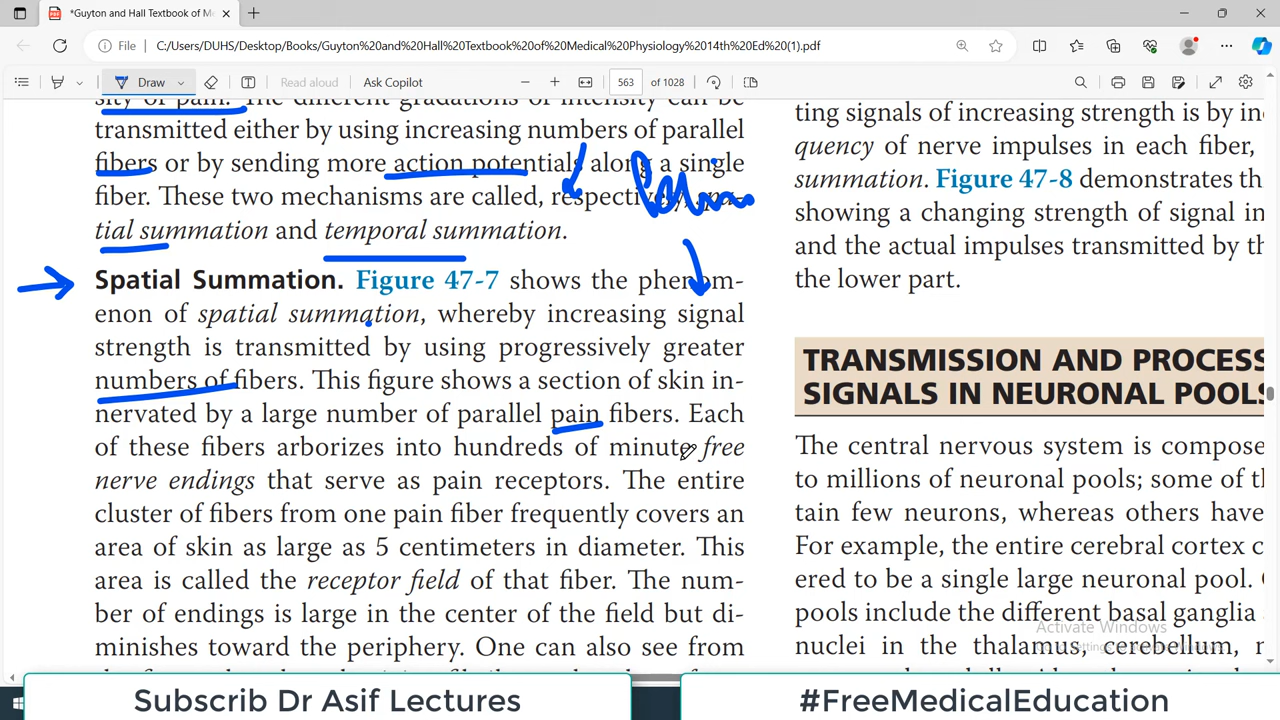 *Guyton and Hall Textbook of Me
File
C:/Users/DUHS/Desktop/Books/Guyton%20and%20Hall%20Textbook%20of%20Medical%20Physiology%2014th%20Ed%20(1).pdf
Draw
Read aloud
Ask Copilot
563
of 1028
sity of pain. The different gradations of intensity can be
transmitted either by using increasing numbers of parallel
fibers or by sending more action potentials along a single
fiber. These two mechanisms are called, respectively, spa-
tial summation and temporal summation.
Spatial Summation. Figure 47-7 shows the phenom-
enon of spatial summation, whereby increasing signal
strength is transmitted by using progressively greater
numbers of fibers. This figure shows a section of skin in-
nervated by a large number of parallel pain fibers. Each
of these fibers arborizes into hundreds of minute free
nerve endings that serve as pain receptors. The entire
cluster of fibers from one pain fiber frequently covers an
area of skin as large as 5 centimeters in diameter. This
area is called the receptor field of that fiber. The num-
ber of endings is large in the center of the field but di-
minishes toward the periphery. One can also see from
ting signals of increasing strength is by in
quency of nerve impulses in each fiber,
summation. Figure 47-8 demonstrates th
showing a changing strength of signal in
and the actual impulses transmitted by th
the lower part.
TRANSMISSION AND PROCESS
SIGNALS IN NEURONAL POOLS
The central nervous system is compose
to millions of neuronal pools; some of th
tain few neurons, whereas others have
For example, the entire cerebral cortex c
ered to be a single large neuronal pool.
pools include the different basal ganglia
nuclei in the thalamus, cerebellum,
Activate Windows
Subscrib Dr Asif Lectures
#FreeMedicalEducation